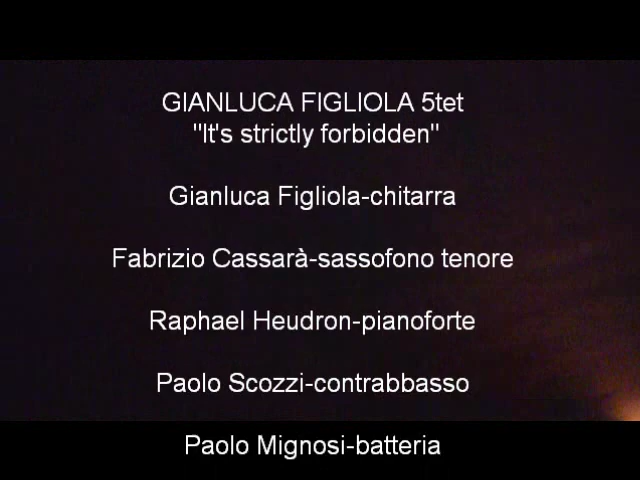 GIANLUCA FIGLIOLA 5tet
"It's strictly forbidden"
Gianluca Figliola-chitarra
Fabrizio Cassarà-sassofono tenore
Raphael Heudron-pianoforte
Paolo Scozzi-contrabbasso
Paolo Mignosi-batteria